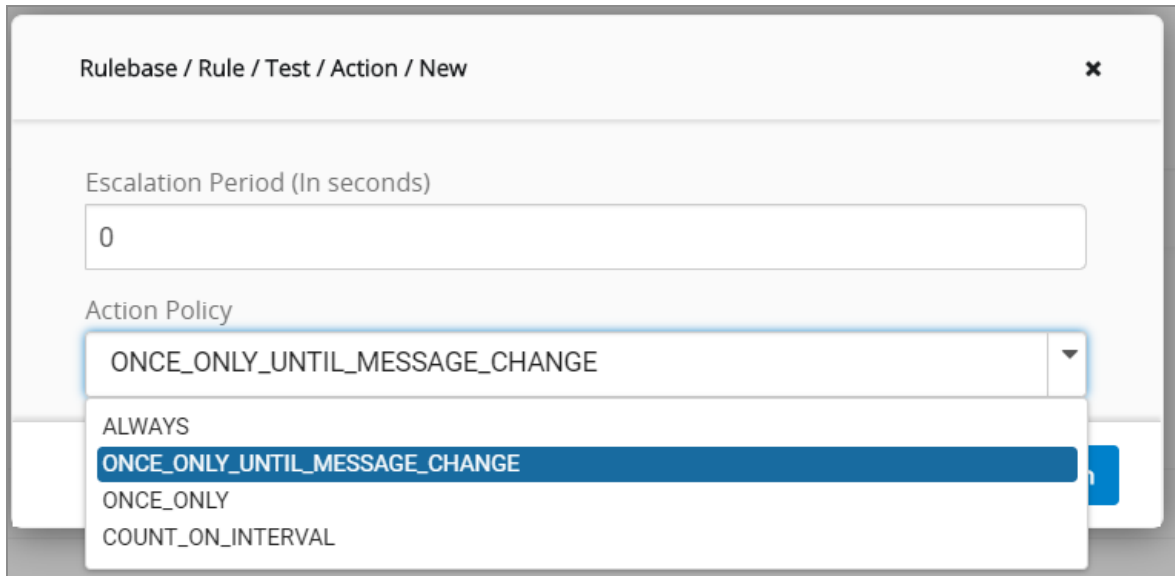 Rulebase / Rule / Test / Action / New
Escalation Period (In seconds)
0
Action Policy
ONCE_ONLY_UNTIL_MESSAGE_CHANGE
ALWAYS
ONCE_ONLY_UNTIL_MESSAGE_CHANGE
ONCE_ONLY
COUNT_ON_INTERVAL